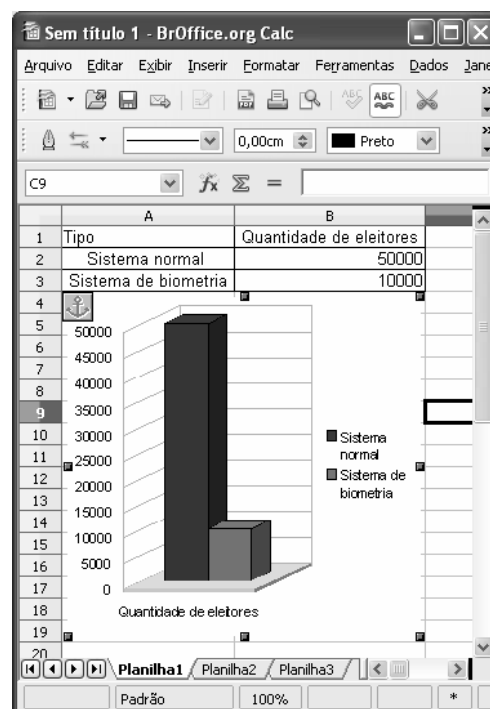 Sem título 1 - BrOffice.org Calc
Arquivo Editar Exibir Inserir Formatar Ferramentas Dados Jane
ABC ABC
0,00cm Preto
C9 fx Σ =
A B
1 Tipo Quantidade de eleitores
2 Sistema normal 50000
3 Sistema de biometria 10000
4
5
6
7
8
9
10
11
12
13
14
15
16
17
18
19
20
50000
45000
40000
35000
30000
25000
20000
15000
10000
5000
0
Sistema
normal
Sistema de
biometria
Quantidade de eleitores
Planilha1 Planilha2 Planilha3
Padrão 100% *